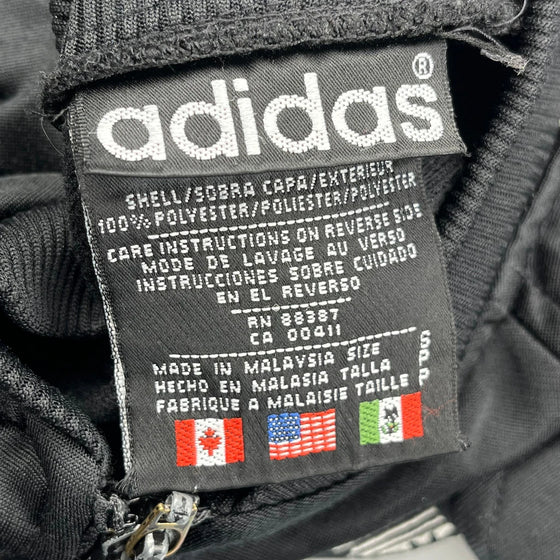 adidas®
SHELL/SOBRA CAPA/EXTERIEUR
100% POLYESTER/POLIESTER/POLYESTER
CARE INSTRUCTIONS ON REVERSE SIDE
MODE DE LAVAGE AU VERSO
INSTRUCCIONES SOBRE CUIDADO
EN EL REVERSO
RN 88387
CA 00411
MADE IN MALAYSIA SIZE S
HECHO EN MALASIA TALLA P
FABRIQUE A MALAISIE TAILLE P